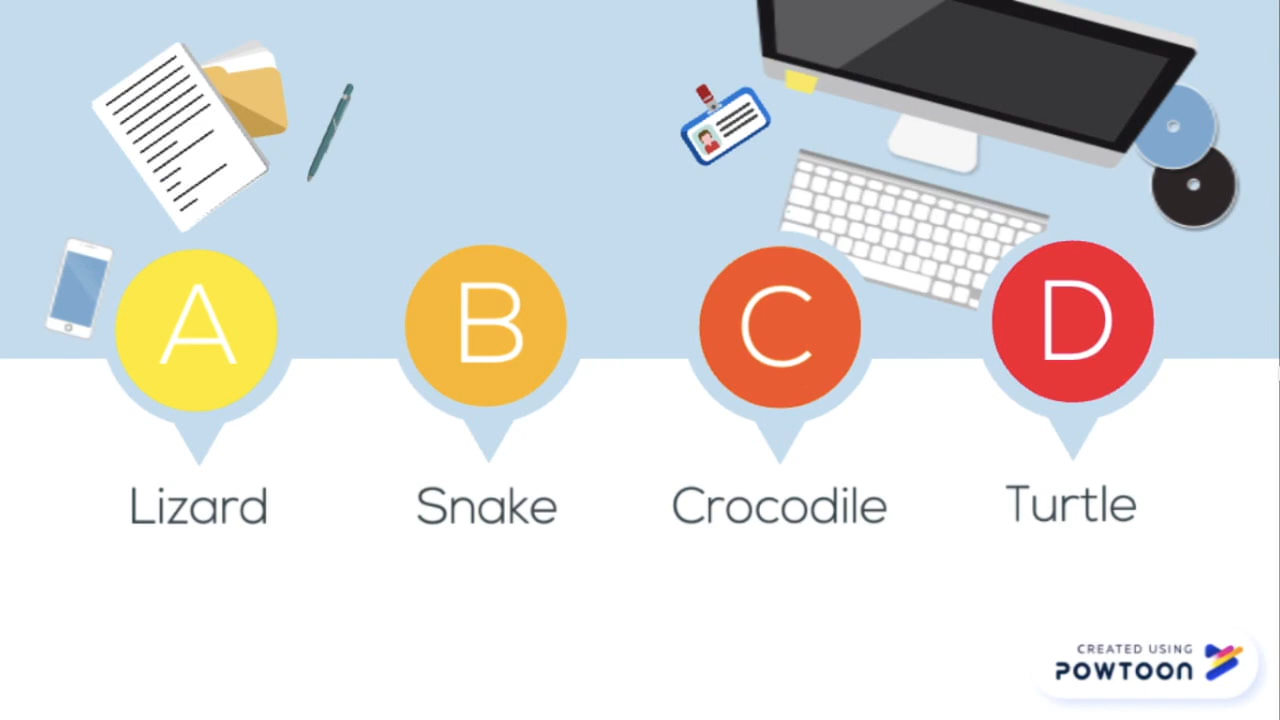 A
B
C
D
Lizard
Snake
Crocodile
Turtle
CREATED USING
POWTOON